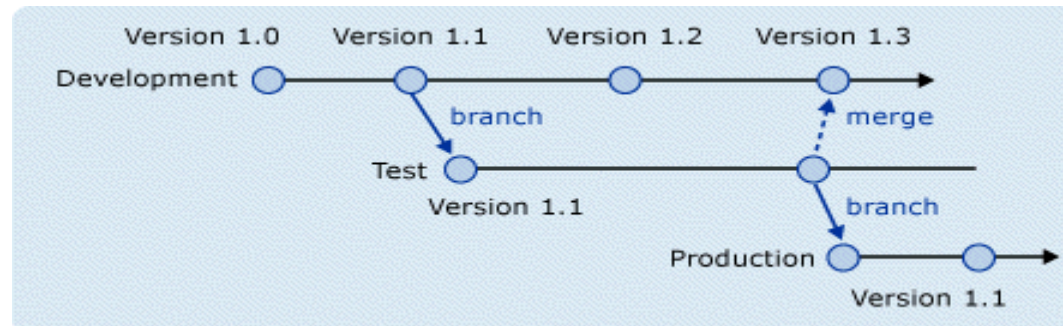 Version 1.0 Version 1.1 Version 1.2 Version 1.3
Development
branch merge
Test
Version 1.1 branch
Production
Version 1.1